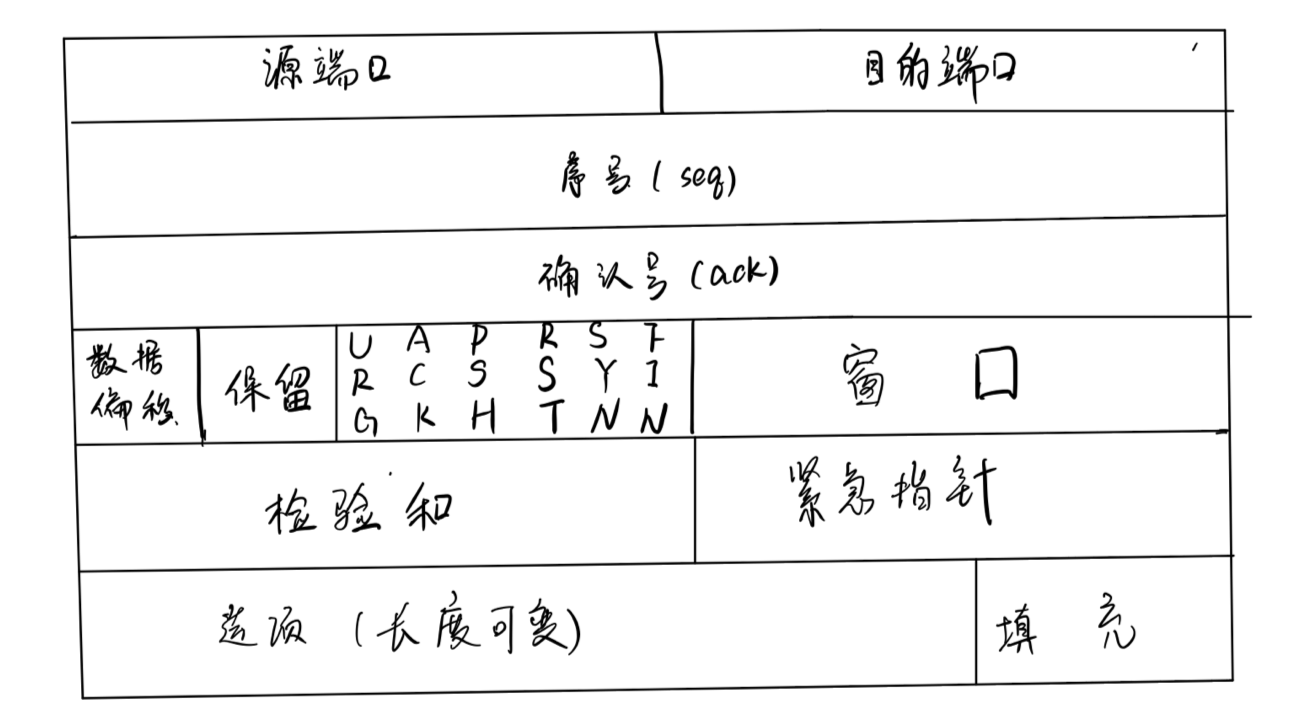 源端口 目的端口
序号(seq)
确认号(ack)
数据 偏移 保留 URG ACK PSH RST SYN FIN 窗口
检验和 紧急指针
选项 (长度可变) 填充